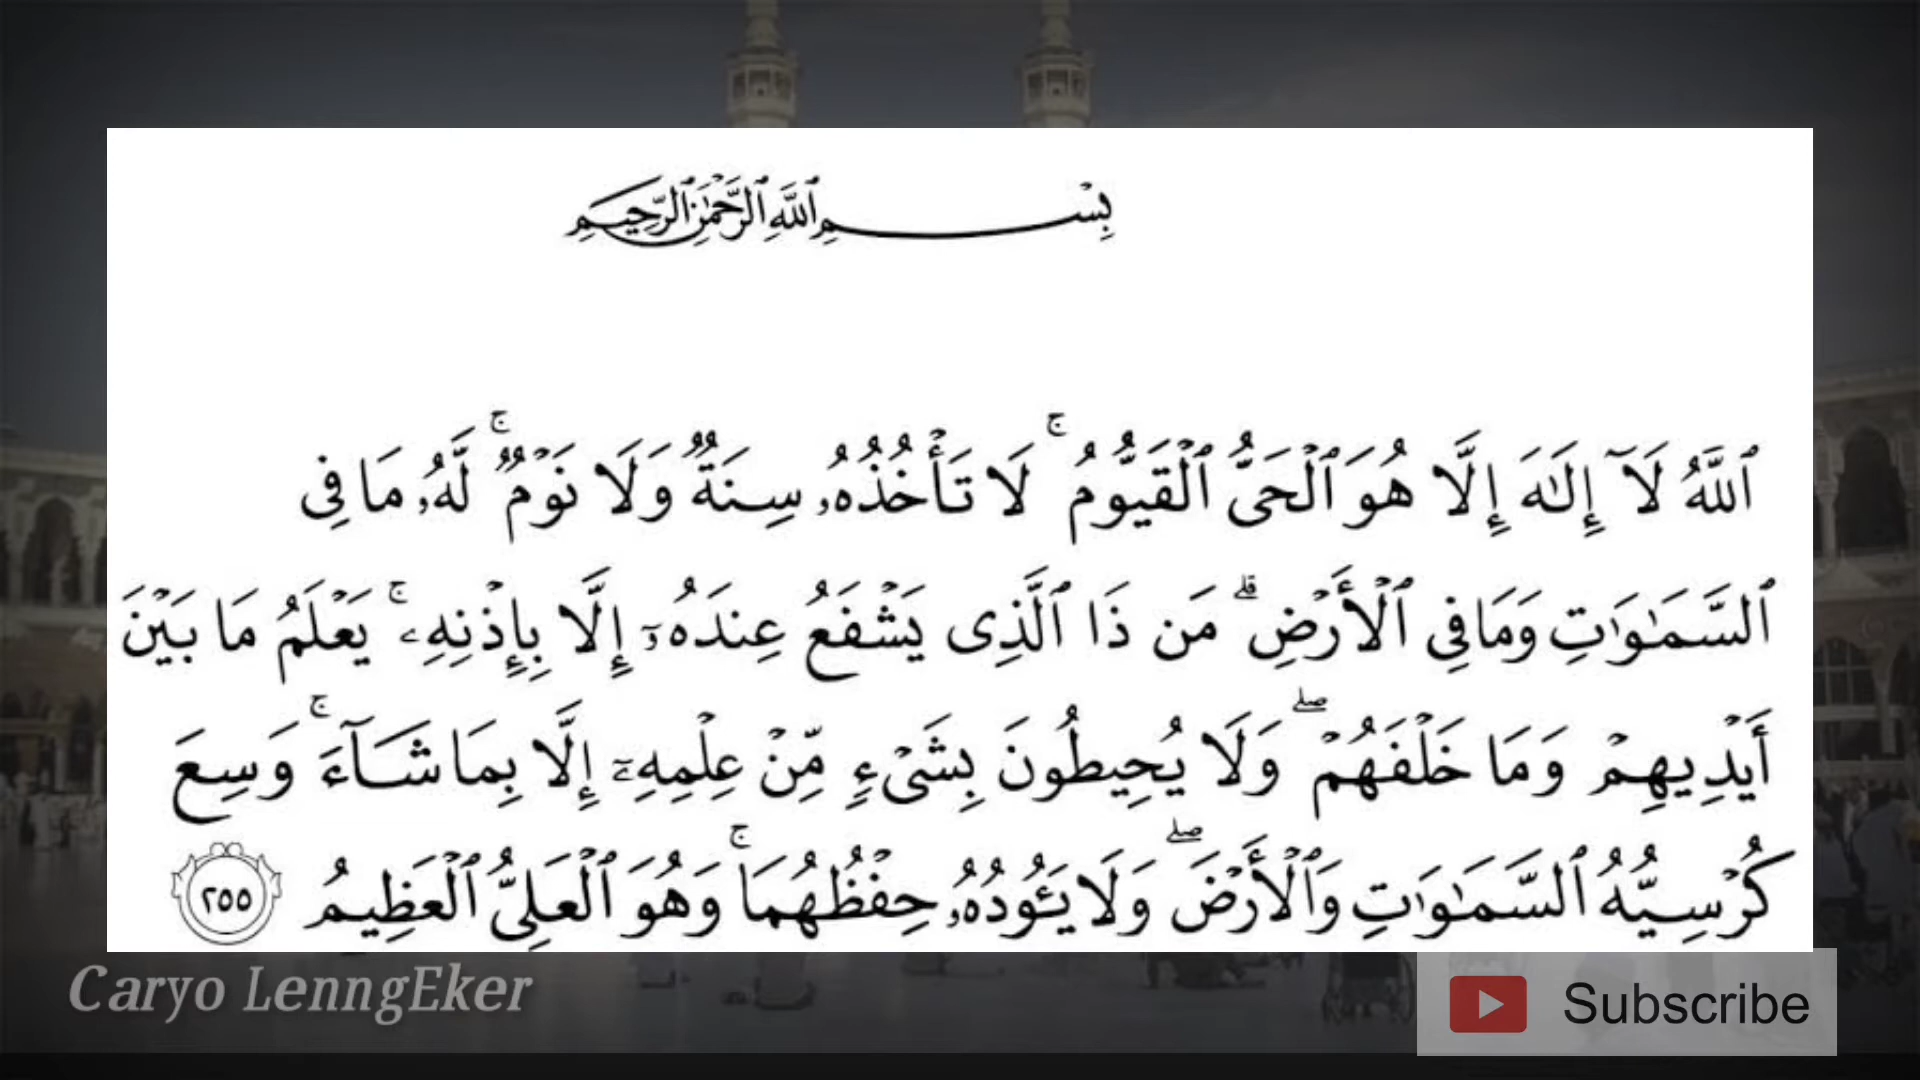 بِسْمِ ٱللَّهِ ٱلرَّحْمَٰنِ ٱلرَّحِيمِ
ٱللَّهُ لَآ إِلَٰهَ إِلَّا هُوَ ٱلْحَىُّ ٱلْقَيُّومُ ۚ لَا تَأْخُذُهُۥ سِنَةٌ وَلَا نَوْمٌ ۚ لَّهُۥ مَا فِى
ٱلسَّمَٰوَٰتِ وَمَا فِى ٱلْأَرْضِ ۗ مَن ذَا ٱلَّذِى يَشْفَعُ عِندَهُۥٓ إِلَّا بِإِذْنِهِۦ ۚ يَعْلَمُ مَا بَيْنَ
أَيْدِيهِمْ وَمَا خَلْفَهُمْ ۖ وَلَا يُحِيطُونَ بِشَىْءٍ مِّنْ عِلْمِهِۦٓ إِلَّا بِمَا شَآءَ ۚ وَسِعَ
كُرْسِيُّهُ ٱلسَّمَٰوَٰتِ وَٱلْأَرْضَ ۖ وَلَا يَـُٔودُهُۥ حِفْظُهُمَا ۚ وَهُوَ ٱلْعَلِىُّ ٱلْعَظِيمُ ٢٥٥
Caryo LenngEker
Subscribe